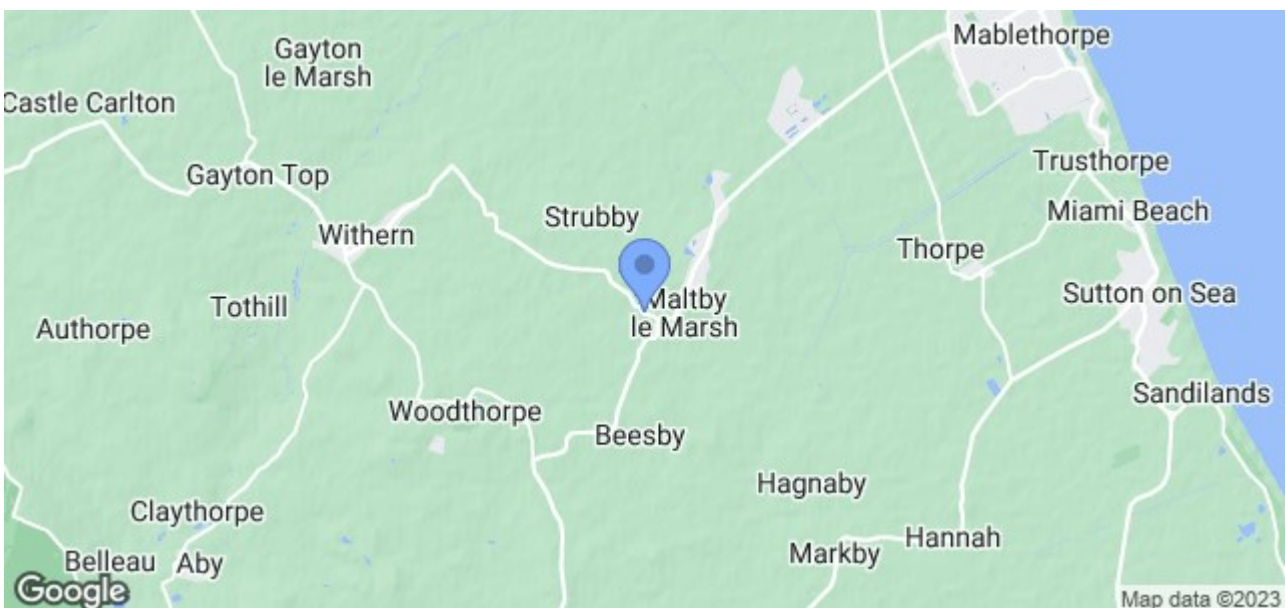 Mablethorpe
Gayton
le Marsh
Castle Carlton
Trusthorpe
Gayton Top
Miami Beach
Strubby
Withern
Thorpe
Sutton on Sea
Maltby
le Marsh
Tothill
Authorpe
Sandilands
Woodthorpe
Beesby
Hagnaby
Claythorpe
Hannah
Markby
Belleau
Aby
Google
Map data ©2023